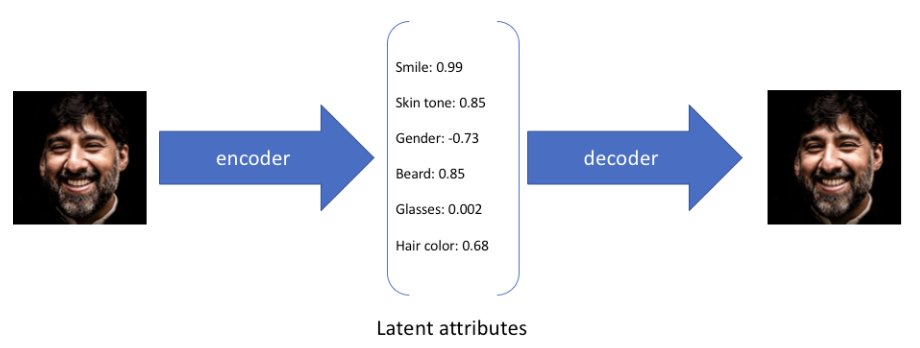 encoder
Smile: 0.99
Skin tone: 0.85
Gender: -0.73
Beard: 0.85
Glasses: 0.002
Hair color: 0.68
decoder
Latent attributes